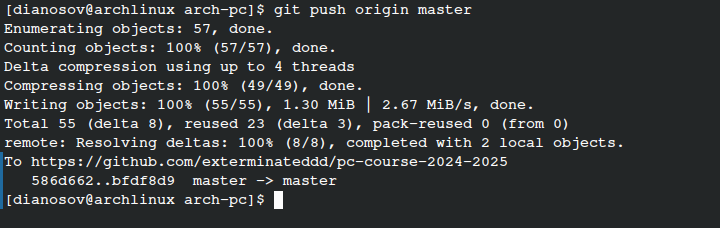 [dianosov@archlinux arch-pc]$ git push origin master
Enumerating objects: 57, done.
Counting objects: 100% (57/57), done.
Delta compression using up to 4 threads
Compressing objects: 100% (49/49), done.
Writing objects: 100% (55/55), 1.30 MiB | 2.67 MiB/s, done.
Total 55 (delta 8), reused 23 (delta 3), pack-reused 0 (from 0)
remote: Resolving deltas: 100% (8/8), completed with 2 local objects.
To https://github.com/exterminateddd/pc-course-2024-2025
   586d662..bfdf8d9  master -> master
[dianosov@archlinux arch-pc]$